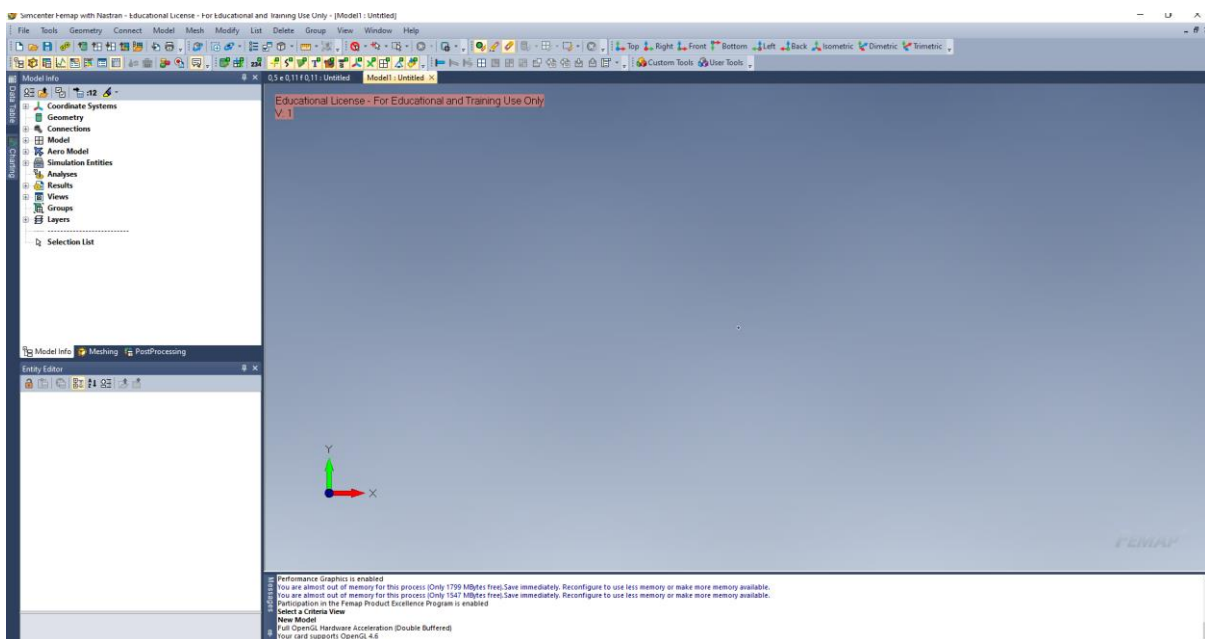 Simcenter Femap with Nastran - Educational License - For Educational and Training Use Only - [Model1 : Untitled]
File Tools Geometry Connect Model Mesh Modify List Delete Group View Window Help
Top Right Front Bottom Left Back Isometric Dimetric Trimetric
Custom Tools User Tools
Model Info
0,5 e 0,11 f 0,11 : Untitled
Model1 : Untitled
Data Table
Charting
:12
Coordinate Systems
Geometry
Connections
Model
Aero Model
Simulation Entities
Analyses
Results
Views
Groups
Layers
Selection List
Educational License - For Educational and Training Use Only
V: 1
Model Info Meshing PostProcessing
Entity Editor
Y
X
FEMAP
Messages
Performance Graphics is enabled
You are almost out of memory for this process (Only 1799 MBytes free).Save immediately. Reconfigure to use less memory or make more memory available.
You are almost out of memory for this process (Only 1547 MBytes free).Save immediately. Reconfigure to use less memory or make more memory available.
Participation in the Femap Product Excellence Program is enabled
Select a Criteria View
New Model
Full OpenGL Hardware Acceleration (Double Buffered)
Your card supports OpenGL 4.6